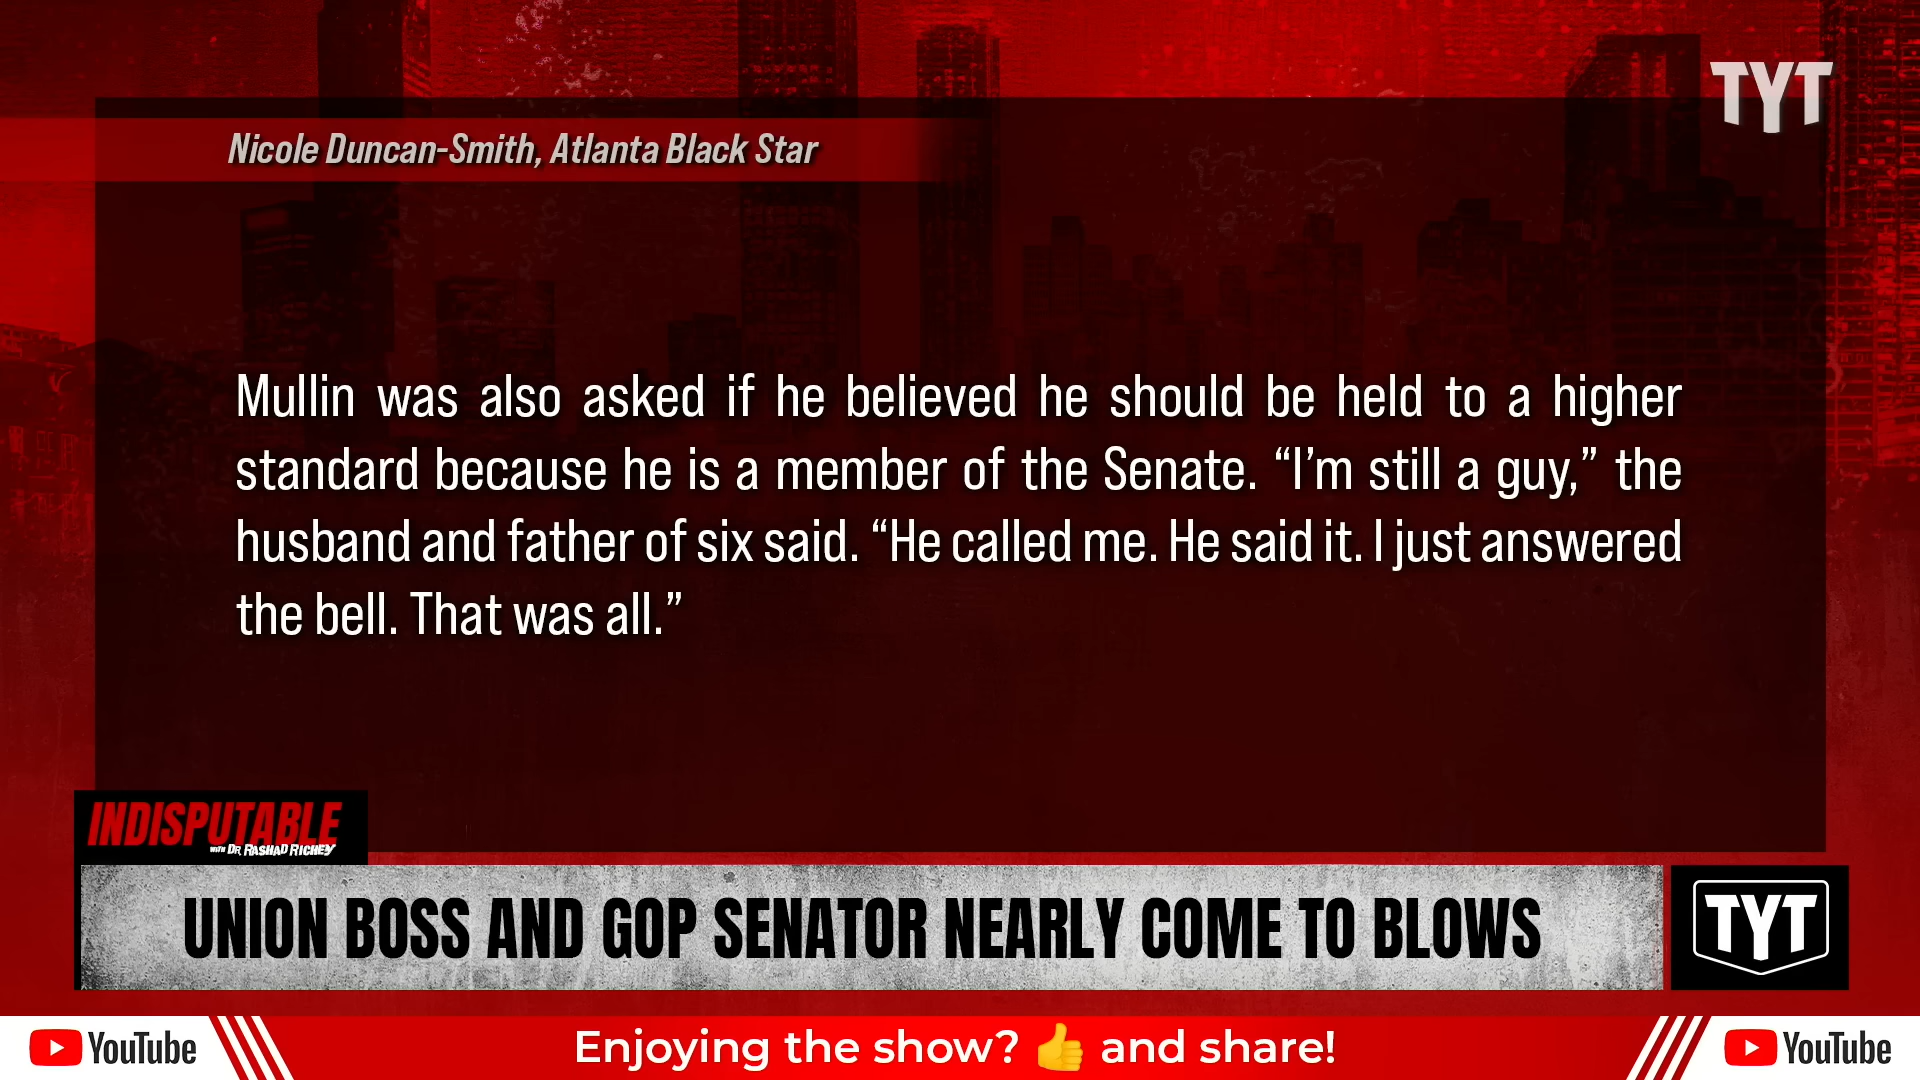 TYT
Nicole Duncan-Smith, Atlanta Black Star
Mullin was also asked if he believed he should be held to a higher
standard because he is a member of the Senate. “I’m still a guy,” the
husband and father of six said. “He called me. He said it. I just answered
the bell. That was all.”
INDISPUTABLE
WITH DR RASHAD RICHEY
UNION BOSS AND GOP SENATOR NEARLY COME TO BLOWS
TYT
YouTube
Enjoying the show? 👍 and share!
YouTube